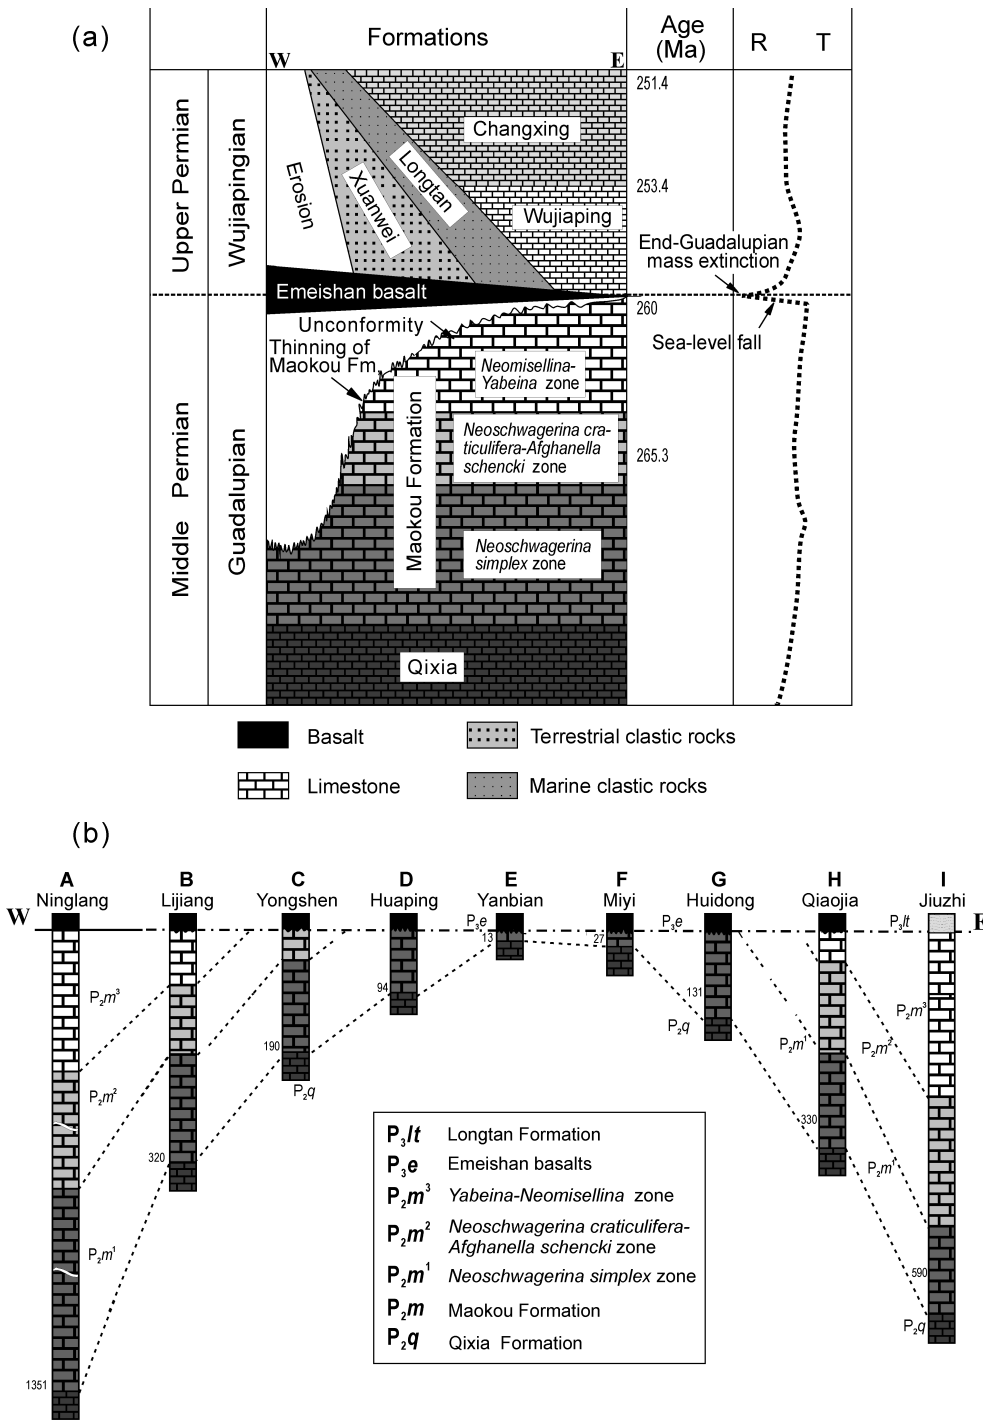 (a)
Formations
Age
(Ma)
R T
W E
Upper Permian
Wujiapingian
Middle Permian
Guadalupian
Erosion
Xuanwei
Longtan
Changxing
Wujiaping
Emeishan basalt
Unconformity
Thinning of
Maokou Fm.
Maokou Formation
Neomisellina-
Yabeina zone
Neoschwagerina cra-
ticulifera-Afghanella
schencki zone
Neoschwagerina
simplex zone
Qixia
251.4
253.4
260
265.3
End-Guadalupian
mass extinction
Sea-level fall
Basalt
Terrestrial clastic rocks
Limestone
Marine clastic rocks
(b)
A B C D E F G H I
Ninglang Lijiang Yongshen Huaping Yanbian Miyi Huidong Qiaojia Jiuzhi
W E
P₃e P₃e P₃lt
13 27
94 131
P₂m³ P₂m³
190 P₂q P₂m¹ P₂m²
P₂m² P₂q
330
320 P₂m¹
P₂m¹ 590
P₂q
1351
P₃lt Longtan Formation
P₃e Emeishan basalts
P₂m³ Yabeina-Neomisellina zone
P₂m² Neoschwagerina craticulifera-
Afghanella schencki zone
P₂m¹ Neoschwagerina simplex zone
P₂m Maokou Formation
P₂q Qixia Formation